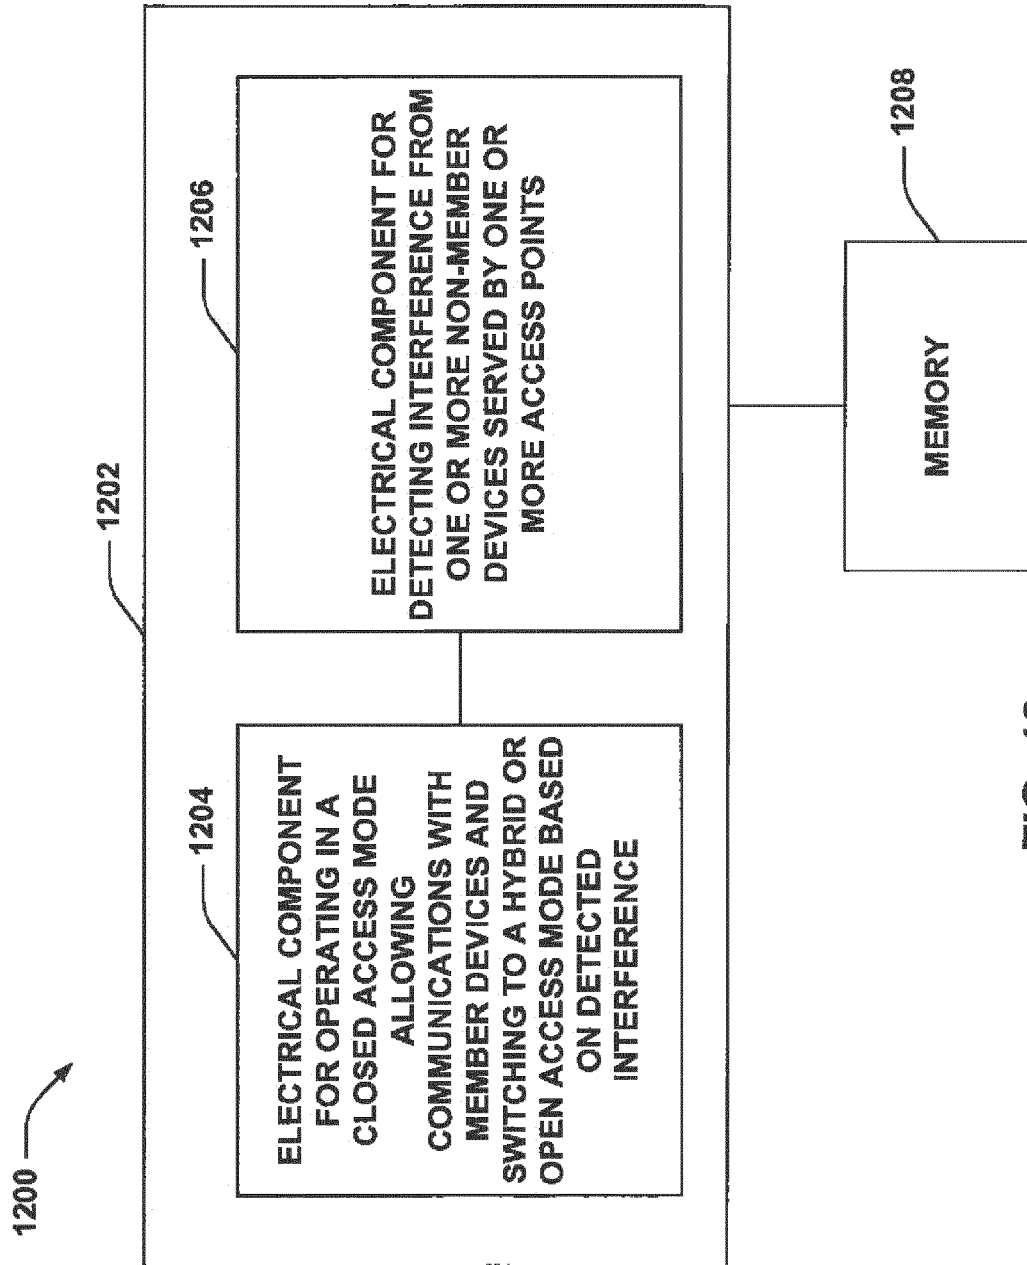 1200
1202
1204
ELECTRICAL COMPONENT
FOR OPERATING IN A
CLOSED ACCESS MODE
ALLOWING
COMMUNICATIONS WITH
MEMBER DEVICES AND
SWITCHING TO A HYBRID OR
OPEN ACCESS MODE BASED
ON DETECTED
INTERFERENCE
1206
ELECTRICAL COMPONENT FOR
DETECTING INTERFERENCE FROM
ONE OR MORE NON-MEMBER
DEVICES SERVED BY ONE OR
MORE ACCESS POINTS
1208
MEMORY